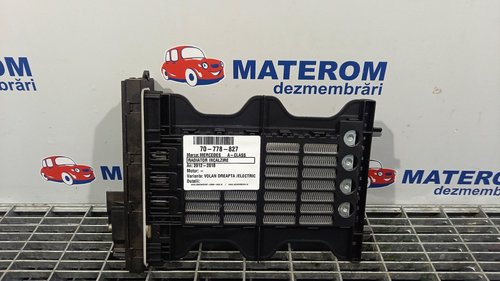 MATEROM
dezmembrări
MATEROM
dezmembrări
70-778-827
Marca: MERCEDES A-CLASS
RADIATOR INCALZIRE
An: 2012-2018
Motor: -
Varianta: VOLAN DREAPTA /ELECTRIC
Detalii: